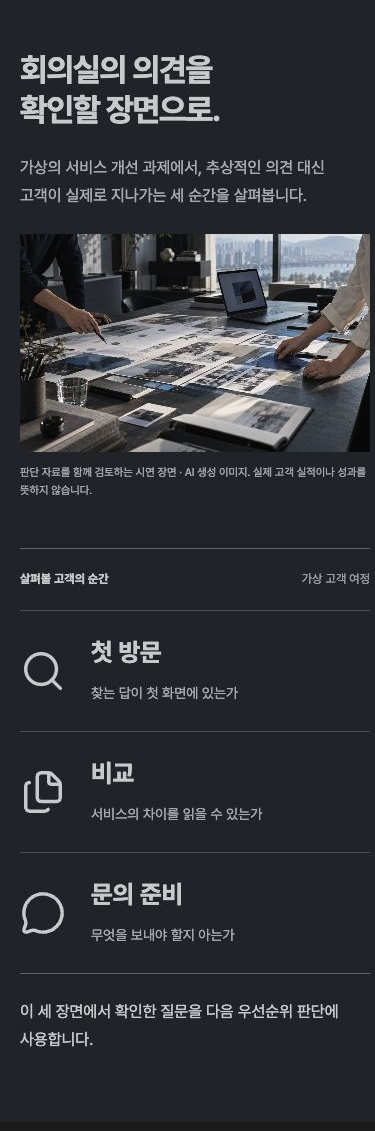 회의실의 의견을
확인할 장면으로.
가상의 서비스 개선 과제에서, 추상적인 의견 대신
고객이 실제로 지나가는 세 순간을 살펴봅니다.
판단 자료를 함께 검토하는 시연 장면 · AI 생성 이미지. 실제 고객 실적이나 성과를
뜻하지 않습니다.
살펴볼 고객의 순간
가상 고객 여정
첫 방문
찾는 답이 첫 화면에 있는가
비교
서비스의 차이를 읽을 수 있는가
문의 준비
무엇을 보내야 할지 아는가
이 세 장면에서 확인한 질문을 다음 우선순위 판단에
사용합니다.